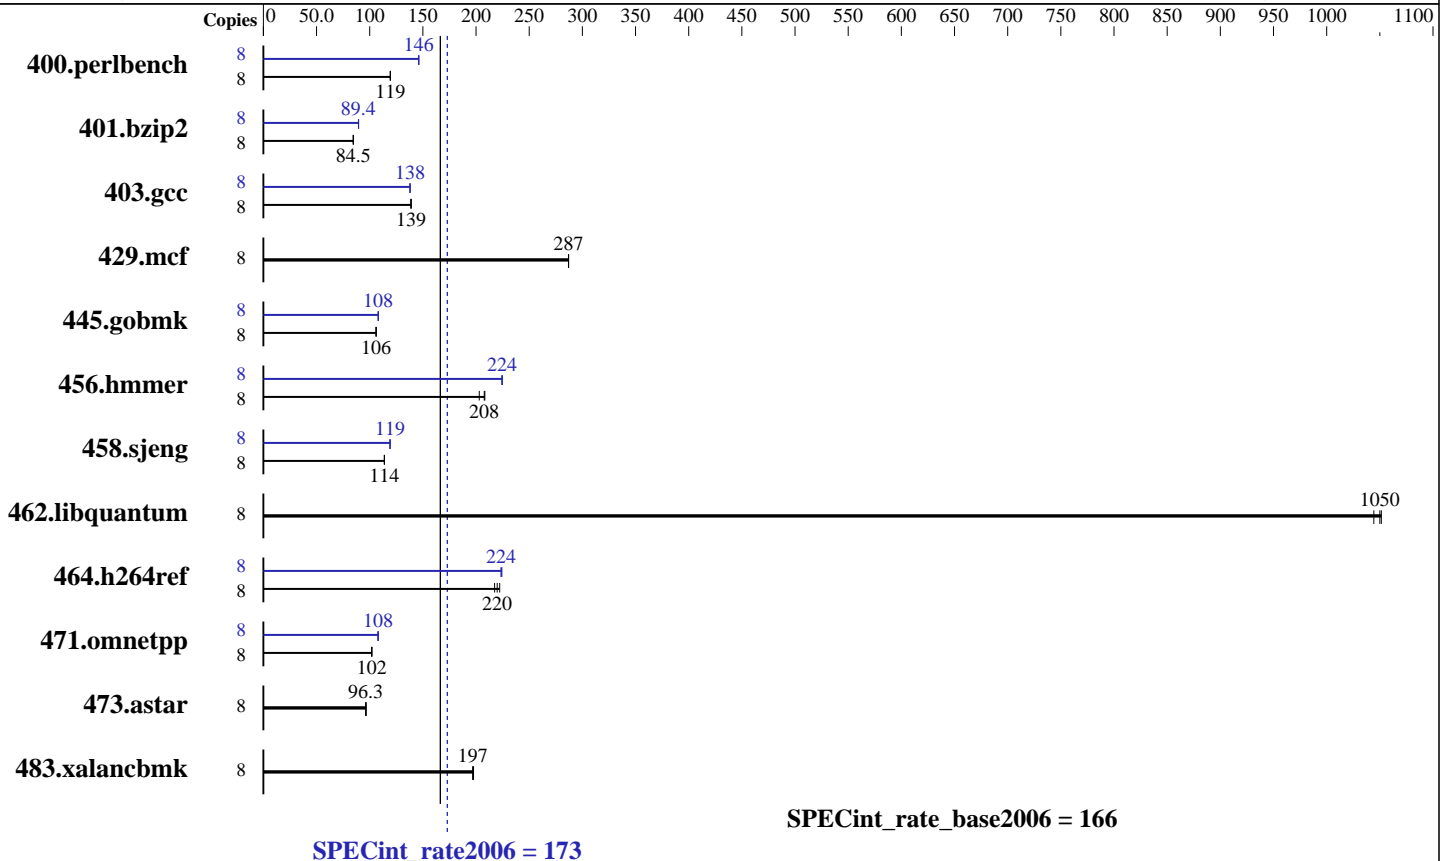 Copies 0 50.0 100 150 200 250 300 350 400 450 500 550 600 650 700 750 800 850 900 950 1000 1100
400.perlbench 8 146
8 119
401.bzip2 8 89.4
8 84.5
403.gcc 8 138
8 139
429.mcf 8 287
445.gobmk 8 108
8 106
456.hmmer 8 224
8 208
458.sjeng 8 119
8 114
462.libquantum 8 1050
464.h264ref 8 224
8 220
471.omnetpp 8 108
8 102
473.astar 8 96.3
483.xalancbmk 8 197
SPECint_rate_base2006 = 166
SPECint_rate2006 = 173